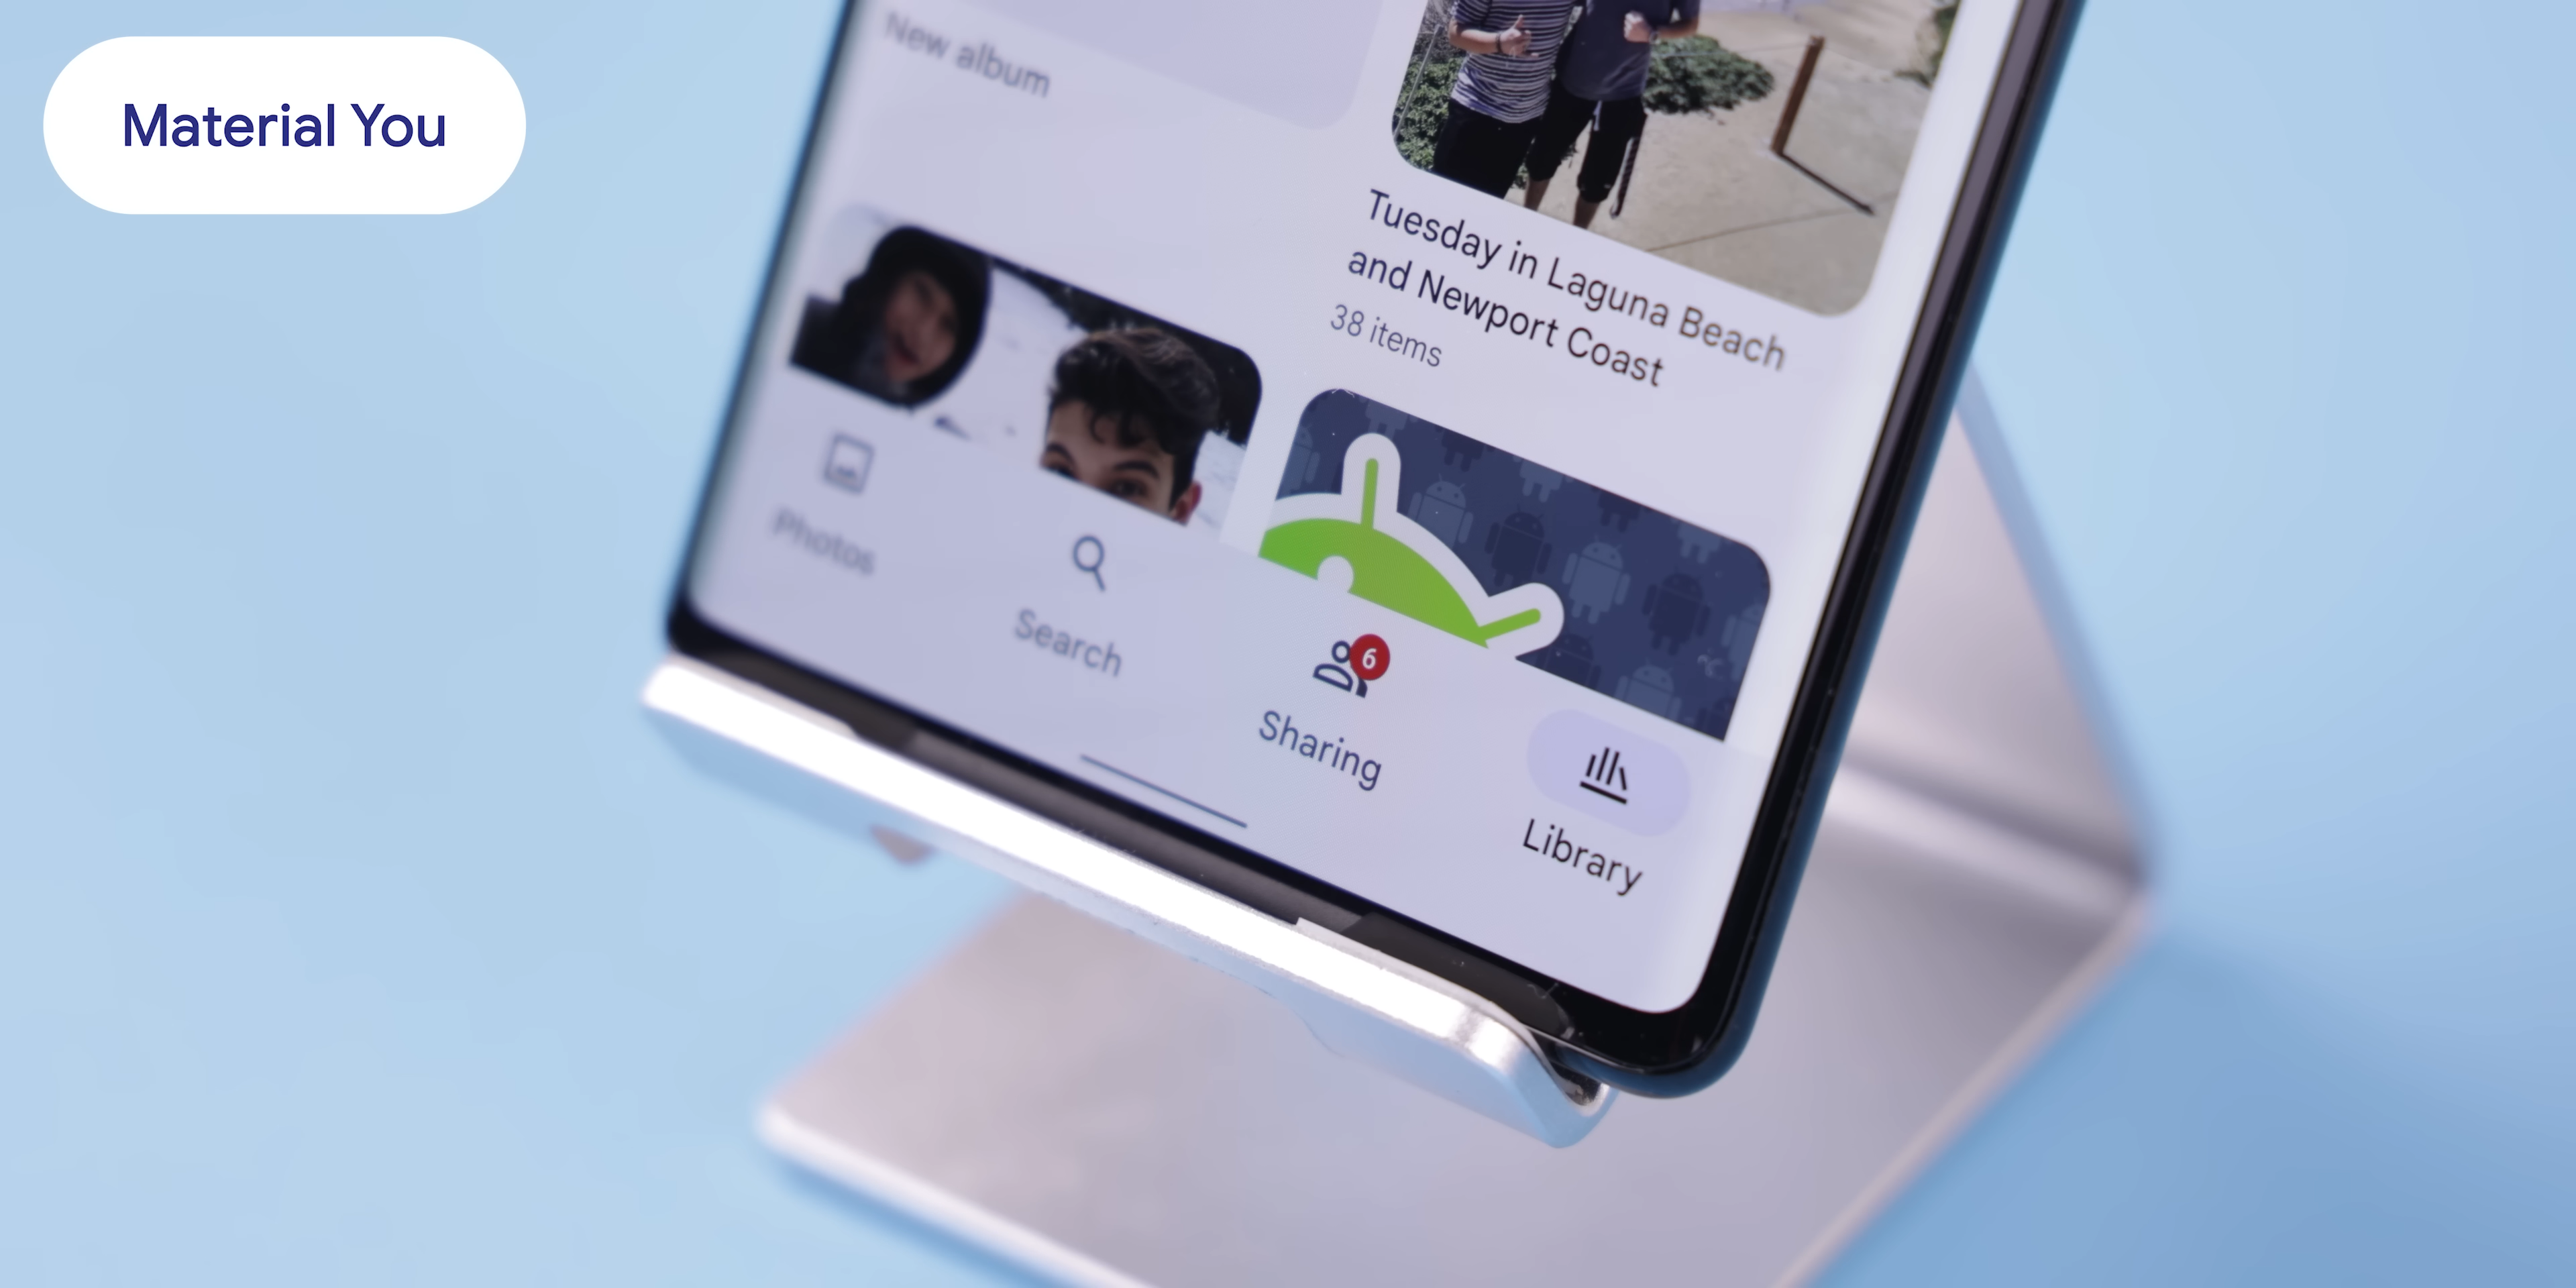 Material You
New album
Tuesday in Laguna Beach
and Newport Coast
38 items
Photos
Search
6
Sharing
Library